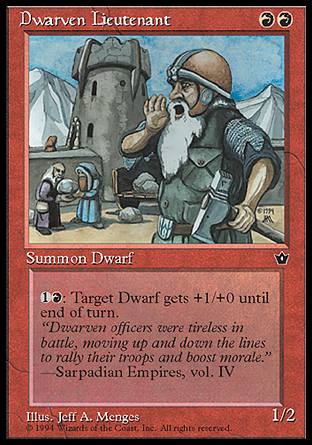 Dwarven Lieutenant
©1994
Summon Dwarf
1R: Target Dwarf gets +1/+0 until
end of turn.
"Dwarven officers were tireless in
battle, moving up and down the lines
to rally their troops and boost morale."
—Sarpadian Empires, vol. IV
1/2
Illus. Jeff A. Menges
© 1994 Wizards of the Coast, Inc. All rights reserved.